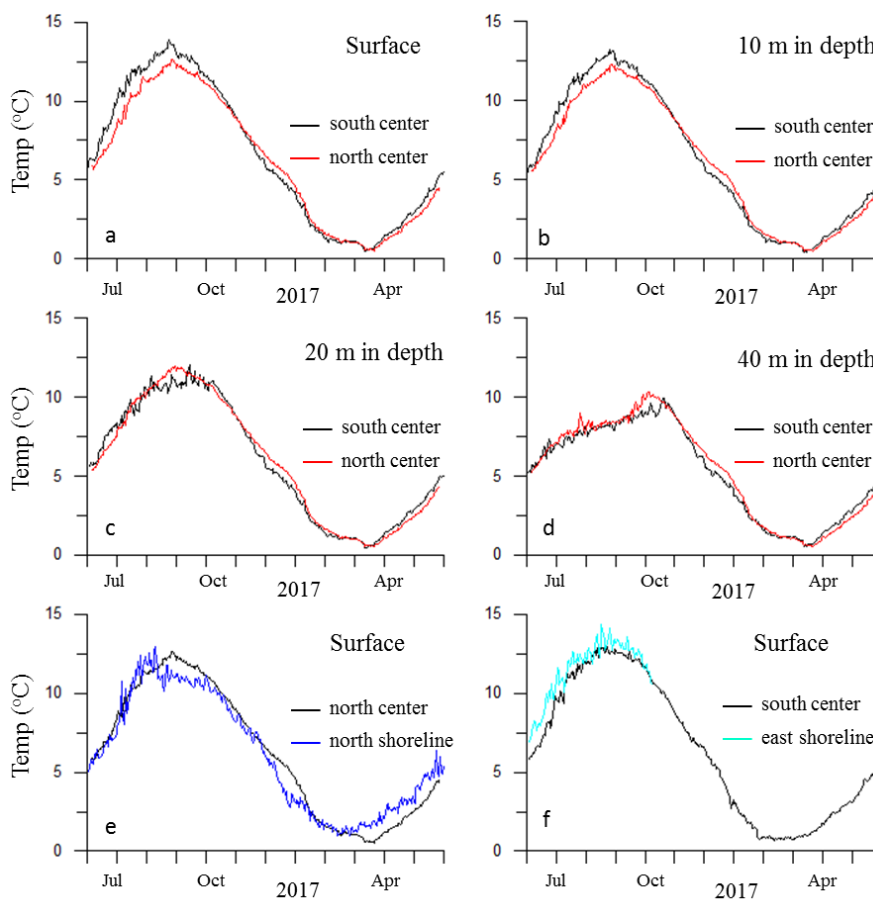 15
Surface
10
south center
north center
Temp (°C)
5
a
0
Jul
Oct
2017
Apr
15
10 m in depth
10
south center
north center
5
b
0
Jul
Oct
2017
Apr
15
20 m in depth
10
south center
north center
Temp (°C)
5
c
0
Jul
Oct
2017
Apr
15
40 m in depth
10
south center
north center
5
d
0
Jul
Oct
2017
Apr
15
Surface
10
north center
north shoreline
Temp (°C)
5
e
0
Jul
Oct
2017
Apr
15
Surface
10
south center
east shoreline
5
f
0
Jul
Oct
2017
Apr